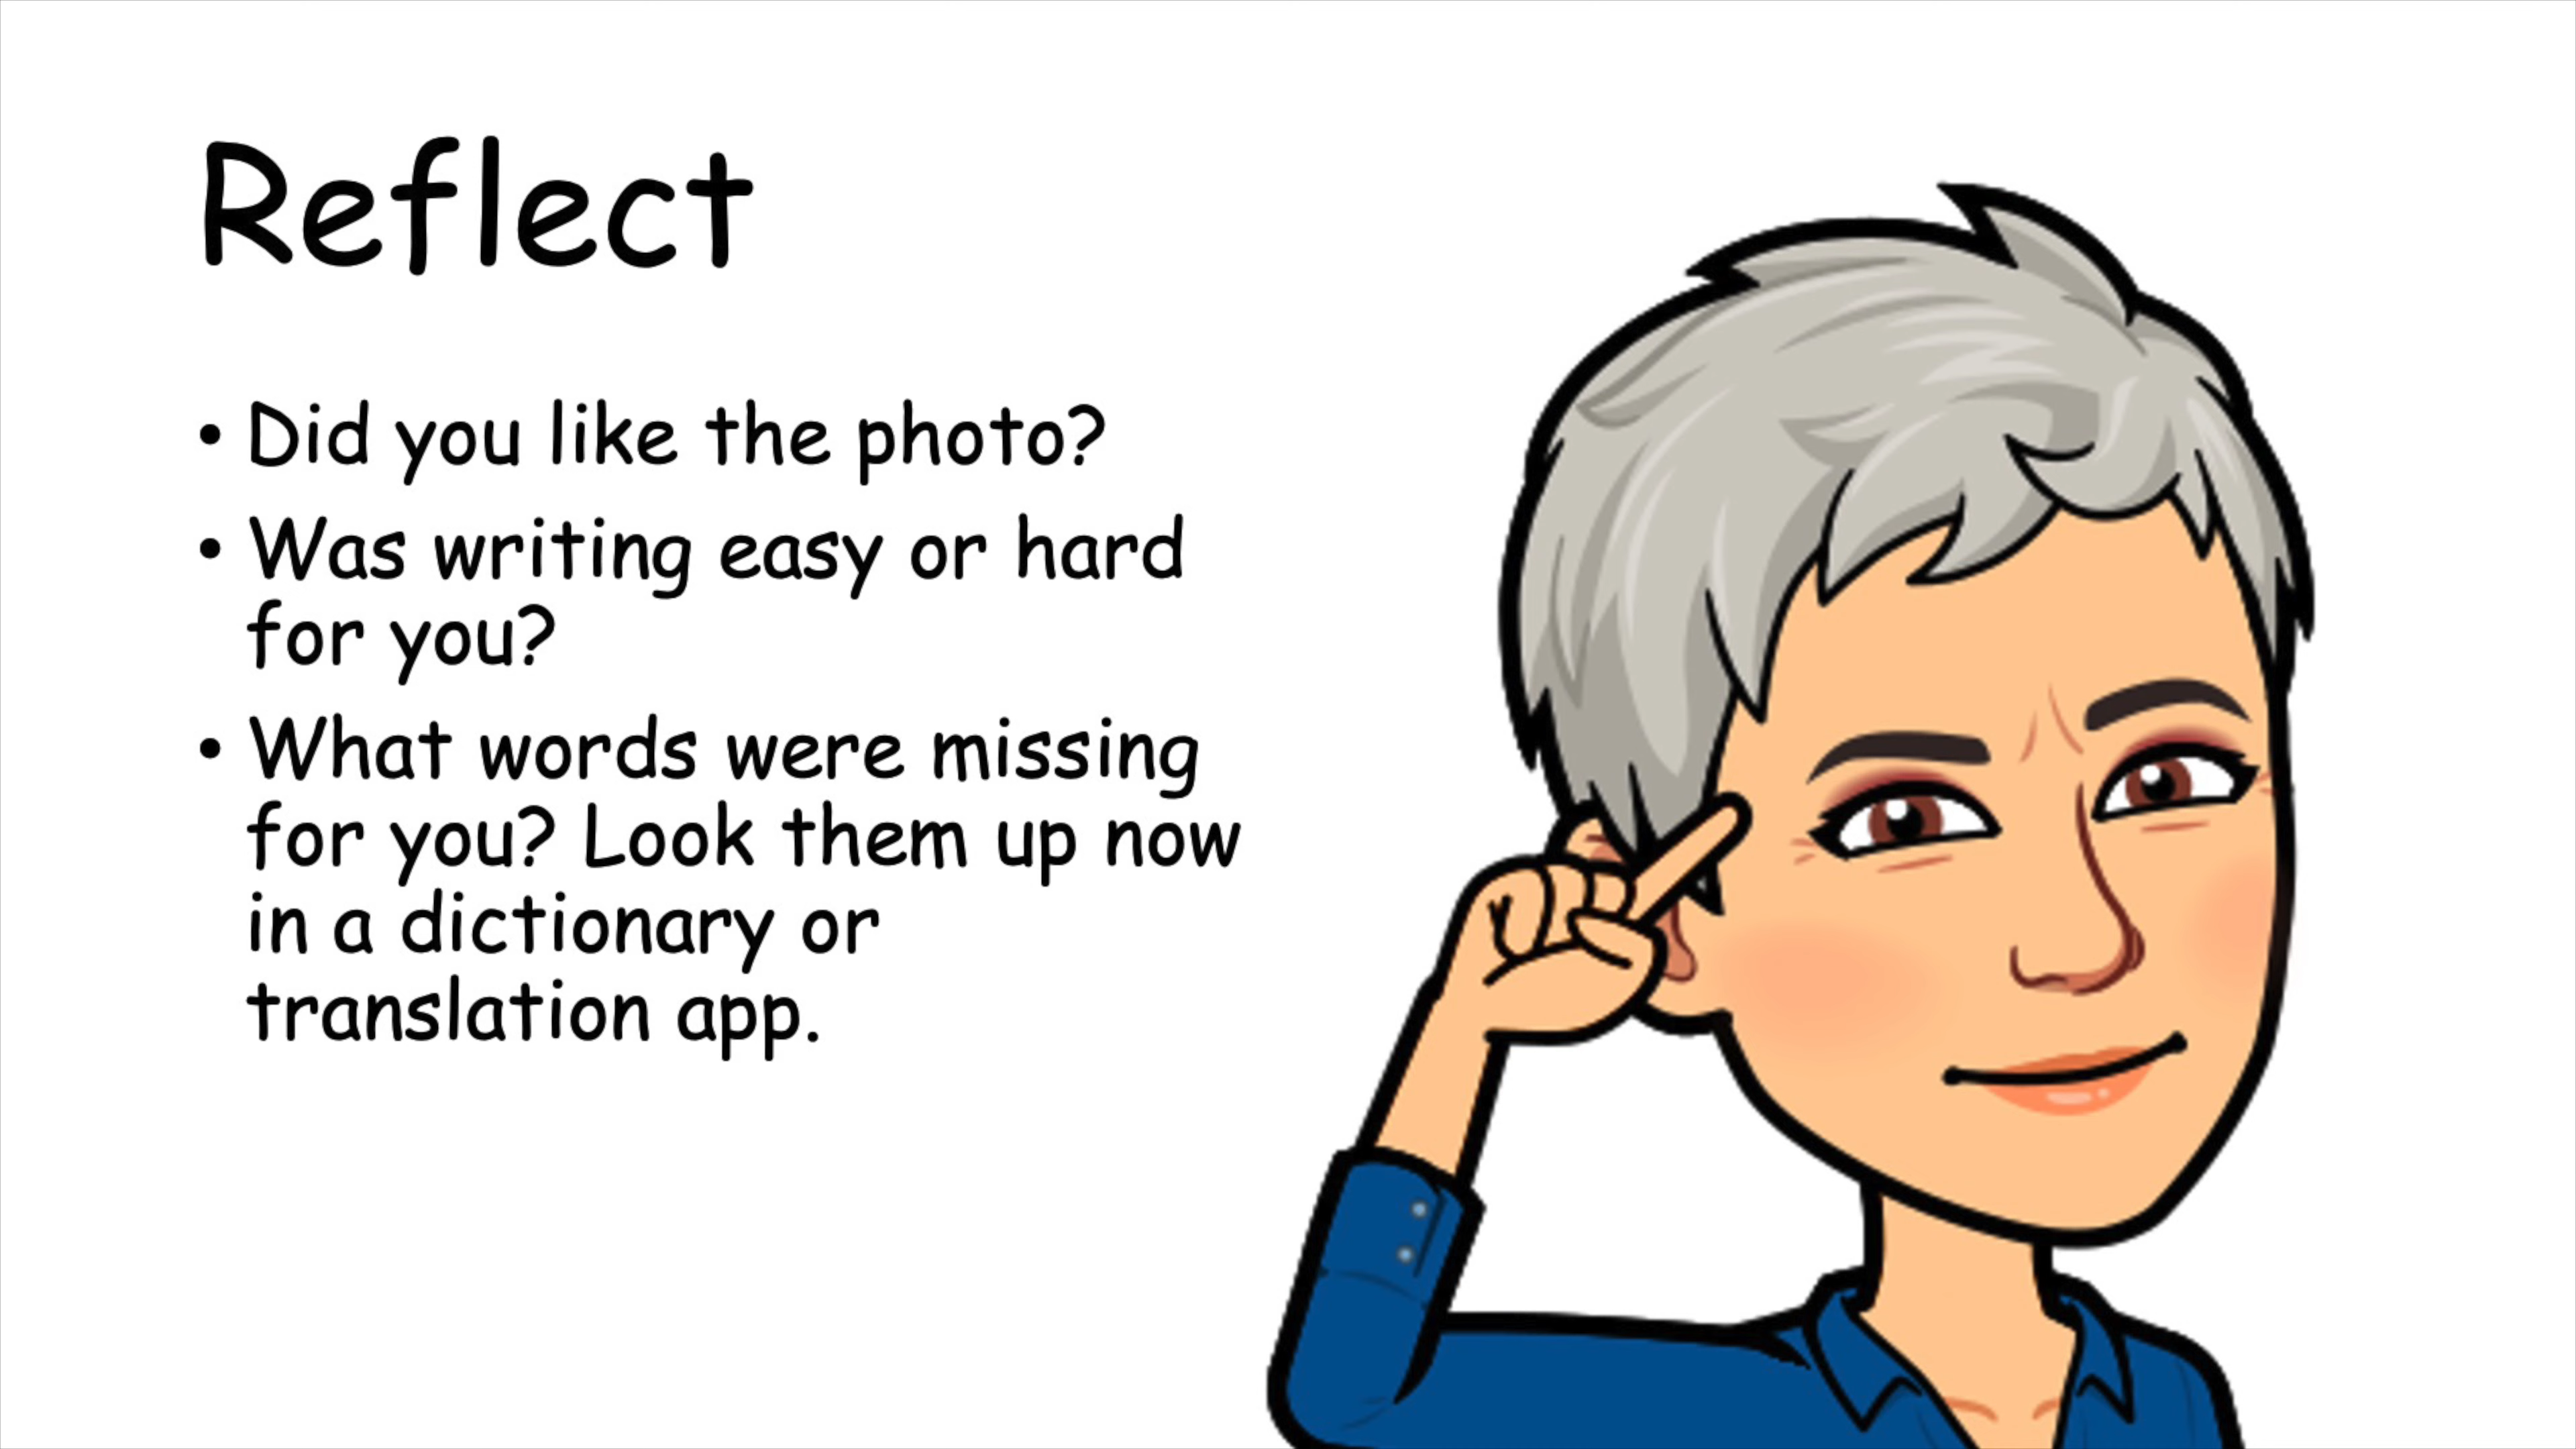 Reflect
• Did you like the photo?
• Was writing easy or hard
for you?
• What words were missing
for you? Look them up now
in a dictionary or
translation app.